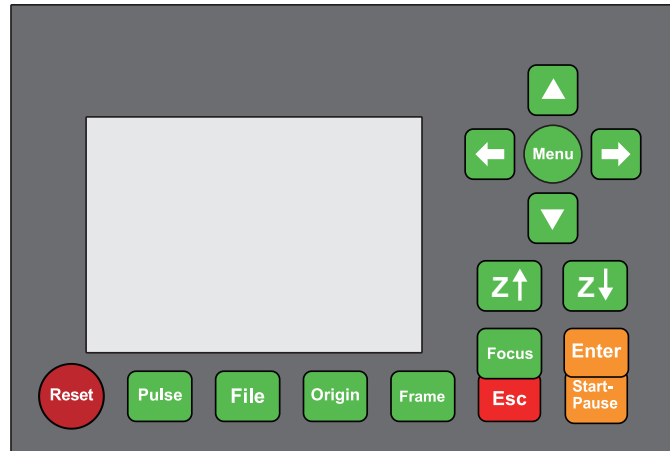 Menu
Z
Z
Focus
Enter
Reset
Pulse
File
Origin
Frame
Esc
Start-
Pause